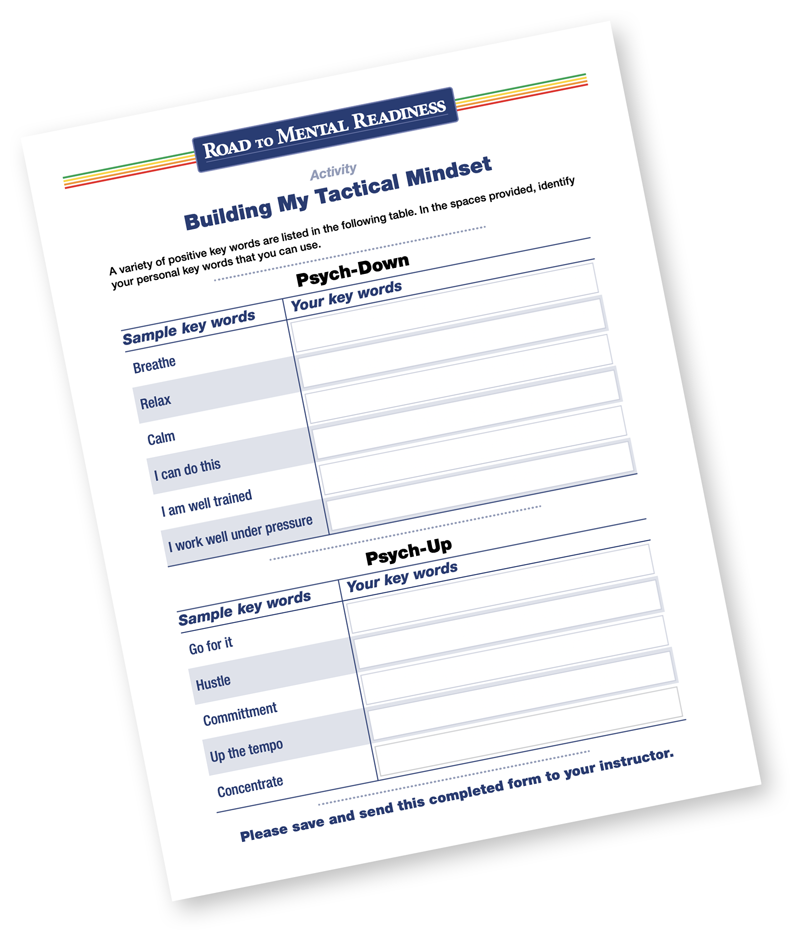 ROAD TO MENTAL READINESS
Activity
Building My Tactical Mindset
A variety of positive key words are listed in the following table. In the spaces provided, identify
your personal key words that you can use.
Psych-Down
Sample key words Your key words
Breathe
Relax
Calm
I can do this
I am well trained
I work well under pressure
Psych-Up
Sample key words Your key words
Go for it
Hustle
Committment
Up the tempo
Concentrate
Please save and send this completed form to your instructor.